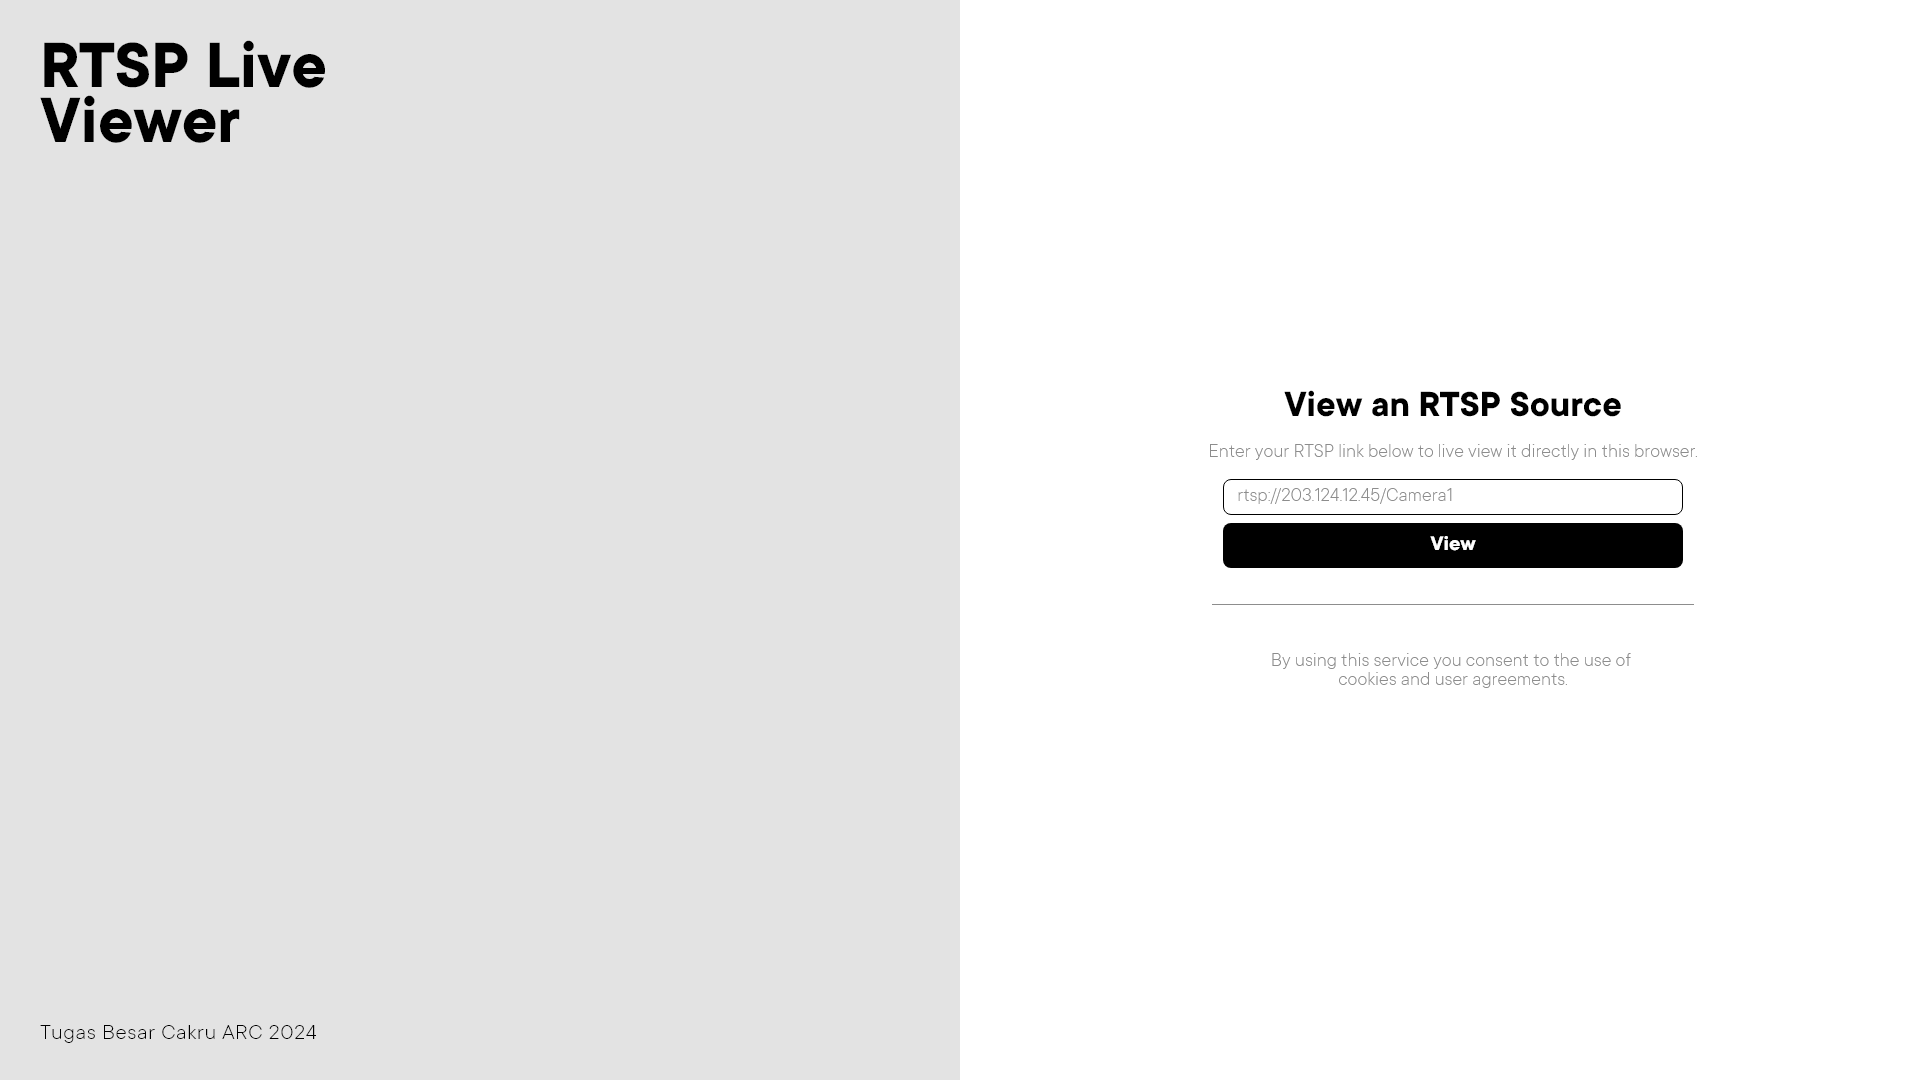 RTSP Live
Viewer
View an RTSP Source
Enter your RTSP link below to live view it directly in this browser.
rtsp://203.124.12.45/Camera1
View
By using this service you consent to the use of
cookies and user agreements.
Tugas Besar Cakru ARC 2024